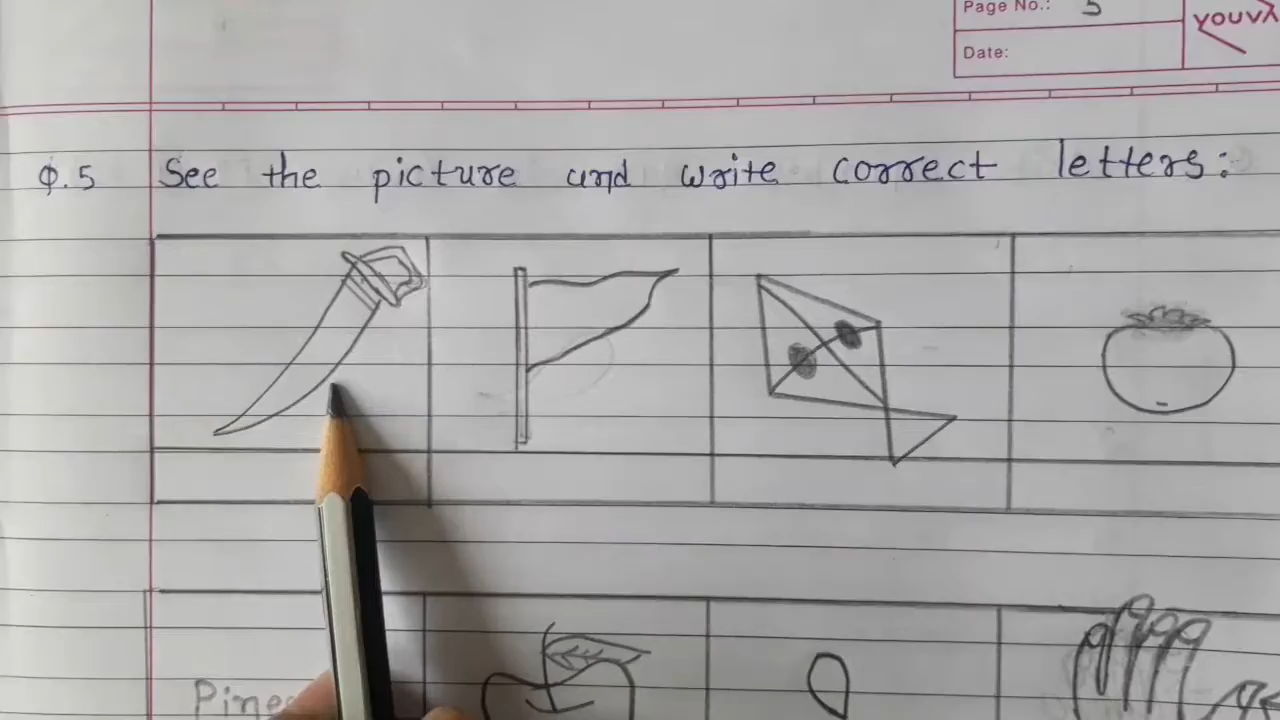 Page No.: 5
youva
Date:
Q.5 See the picture and write correct letters:
Pine